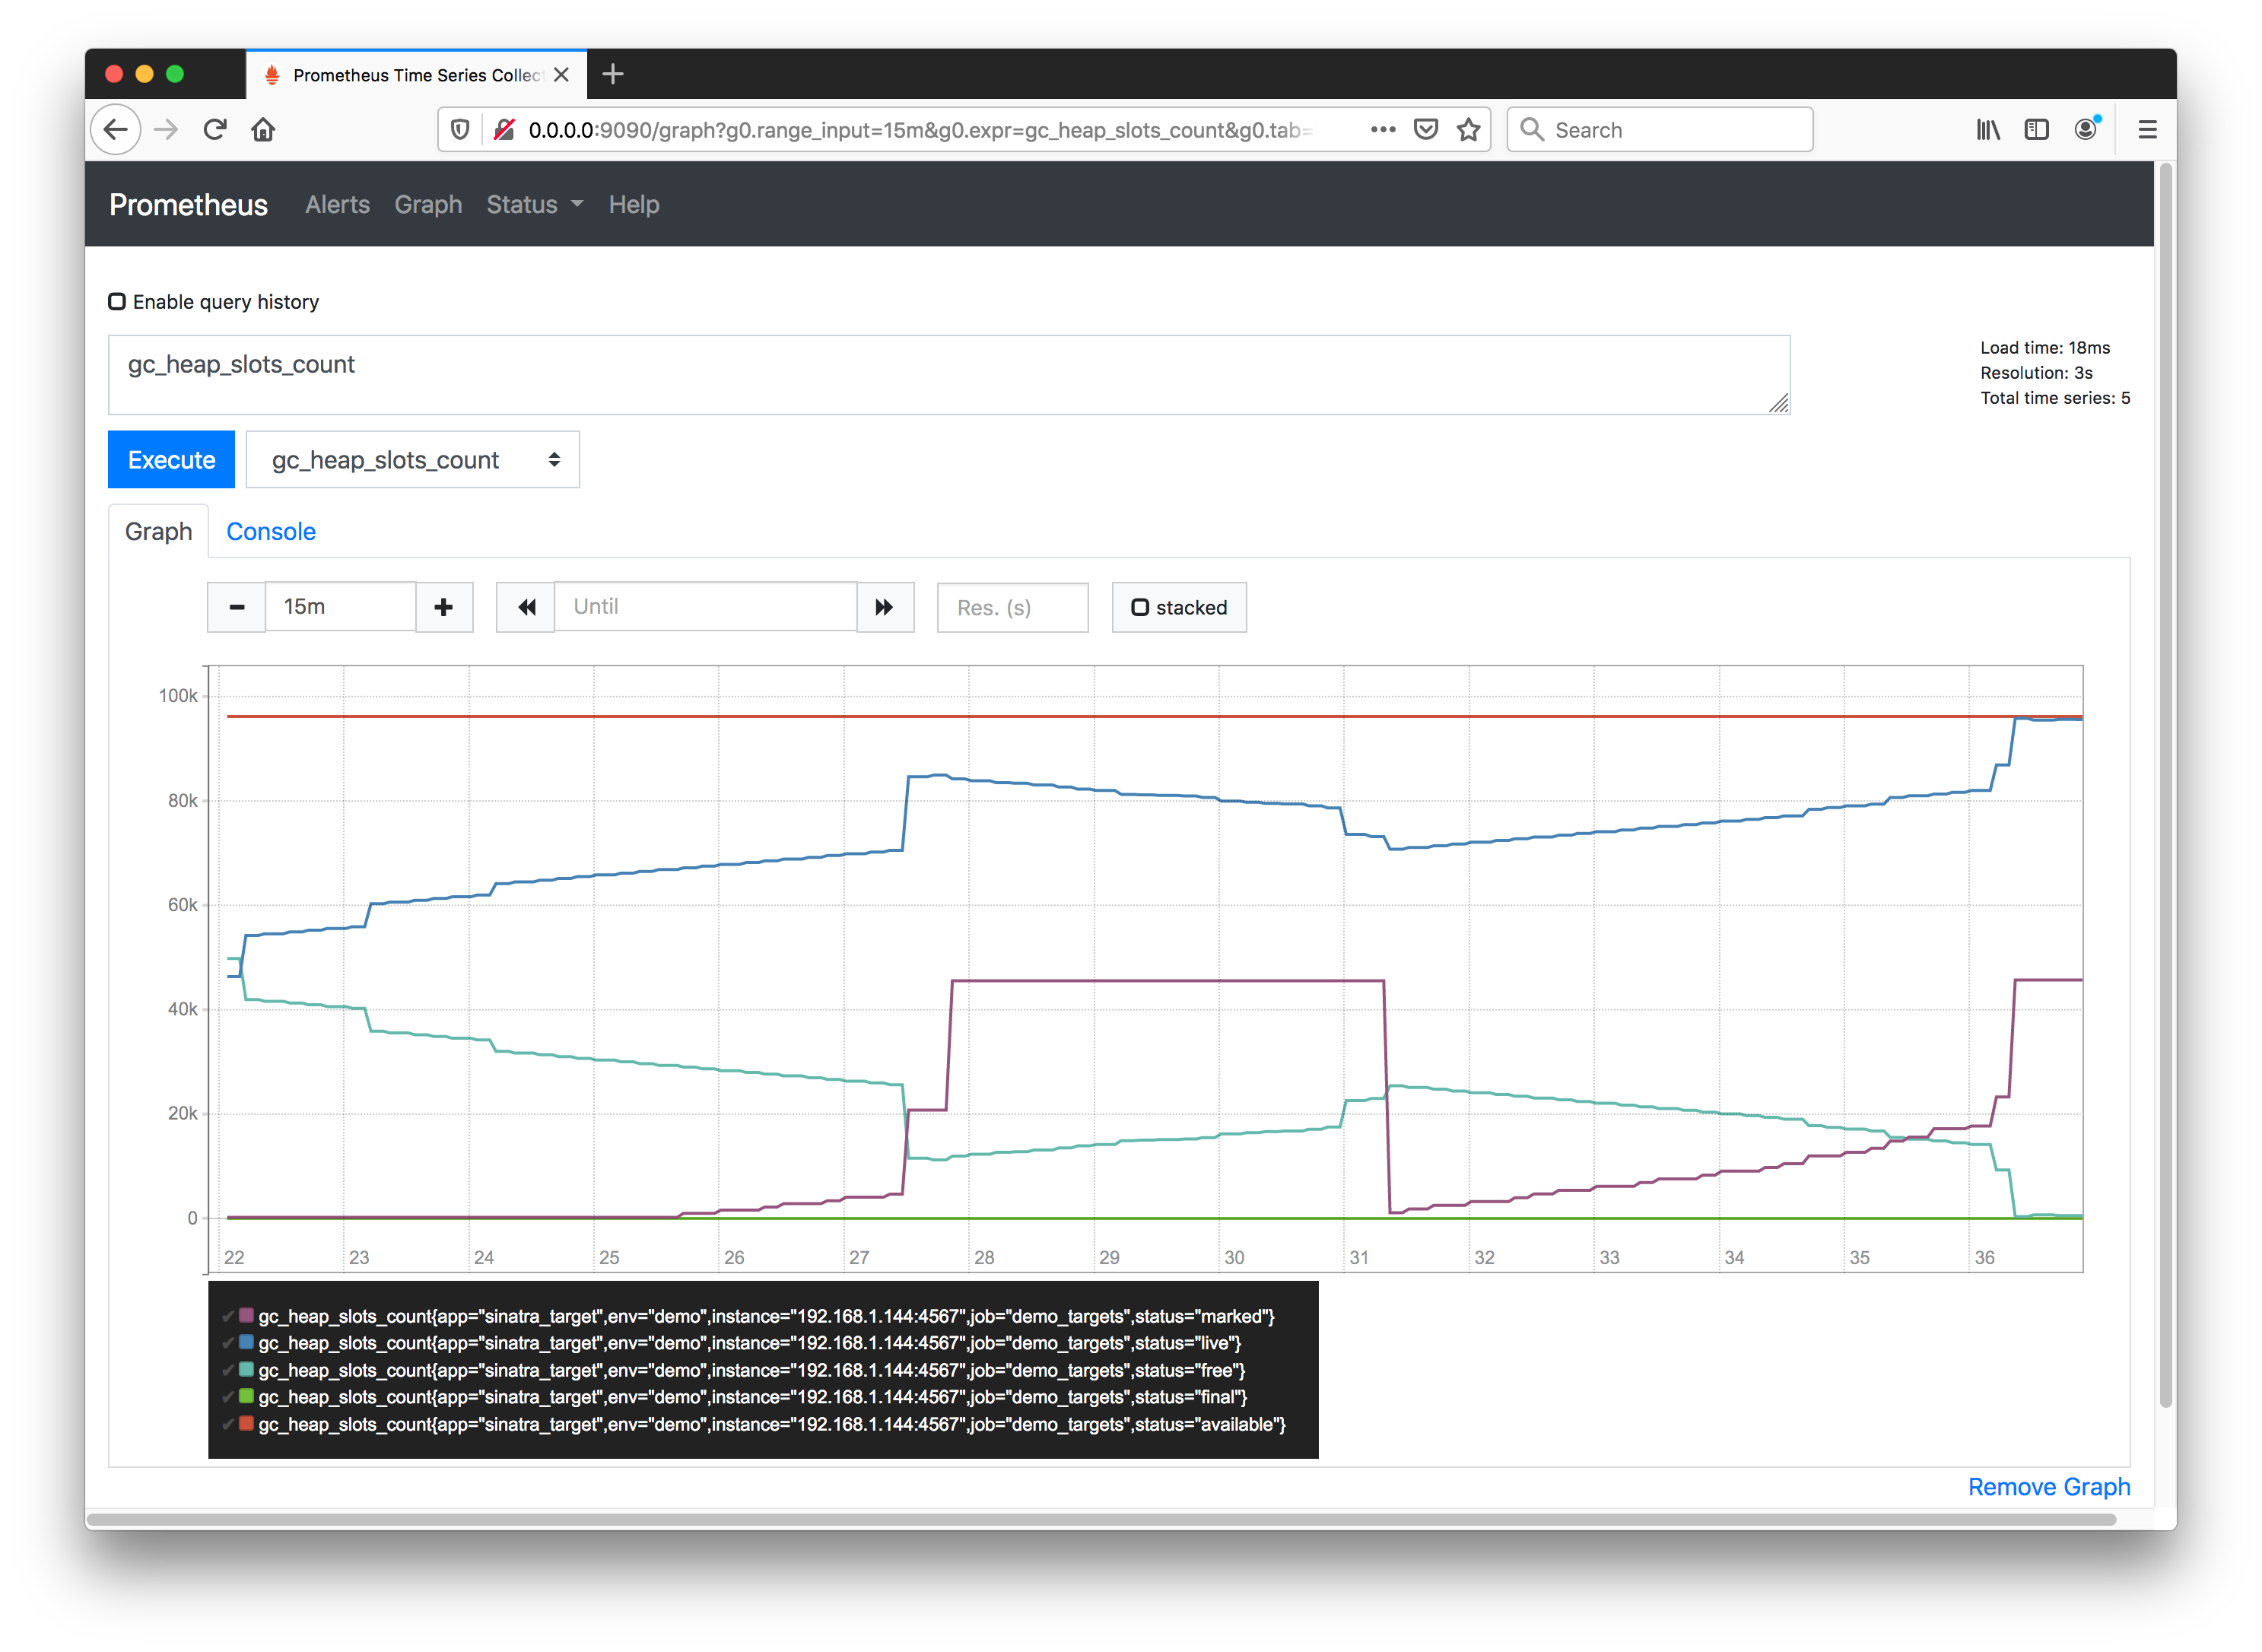 Prometheus Time Series Collec
0.0.0.0:9090/graph?g0.range_input=15m&g0.expr=gc_heap_slots_count&g0.tab=
Search
Prometheus Alerts Graph Status Help
Enable query history
gc_heap_slots_count
Load time: 18ms
Resolution: 3s
Total time series: 5
Execute gc_heap_slots_count
Graph Console
15m Until Res. (s) stacked
100k
80k
60k
40k
20k
0
22 23 24 25 26 27 28 29 30 31 32 33 34 35 36
gc_heap_slots_count{app="sinatra_target",env="demo",instance="192.168.1.144:4567",job="demo_targets",status="marked"}
gc_heap_slots_count{app="sinatra_target",env="demo",instance="192.168.1.144:4567",job="demo_targets",status="live"}
gc_heap_slots_count{app="sinatra_target",env="demo",instance="192.168.1.144:4567",job="demo_targets",status="free"}
gc_heap_slots_count{app="sinatra_target",env="demo",instance="192.168.1.144:4567",job="demo_targets",status="final"}
gc_heap_slots_count{app="sinatra_target",env="demo",instance="192.168.1.144:4567",job="demo_targets",status="available"}
Remove Graph